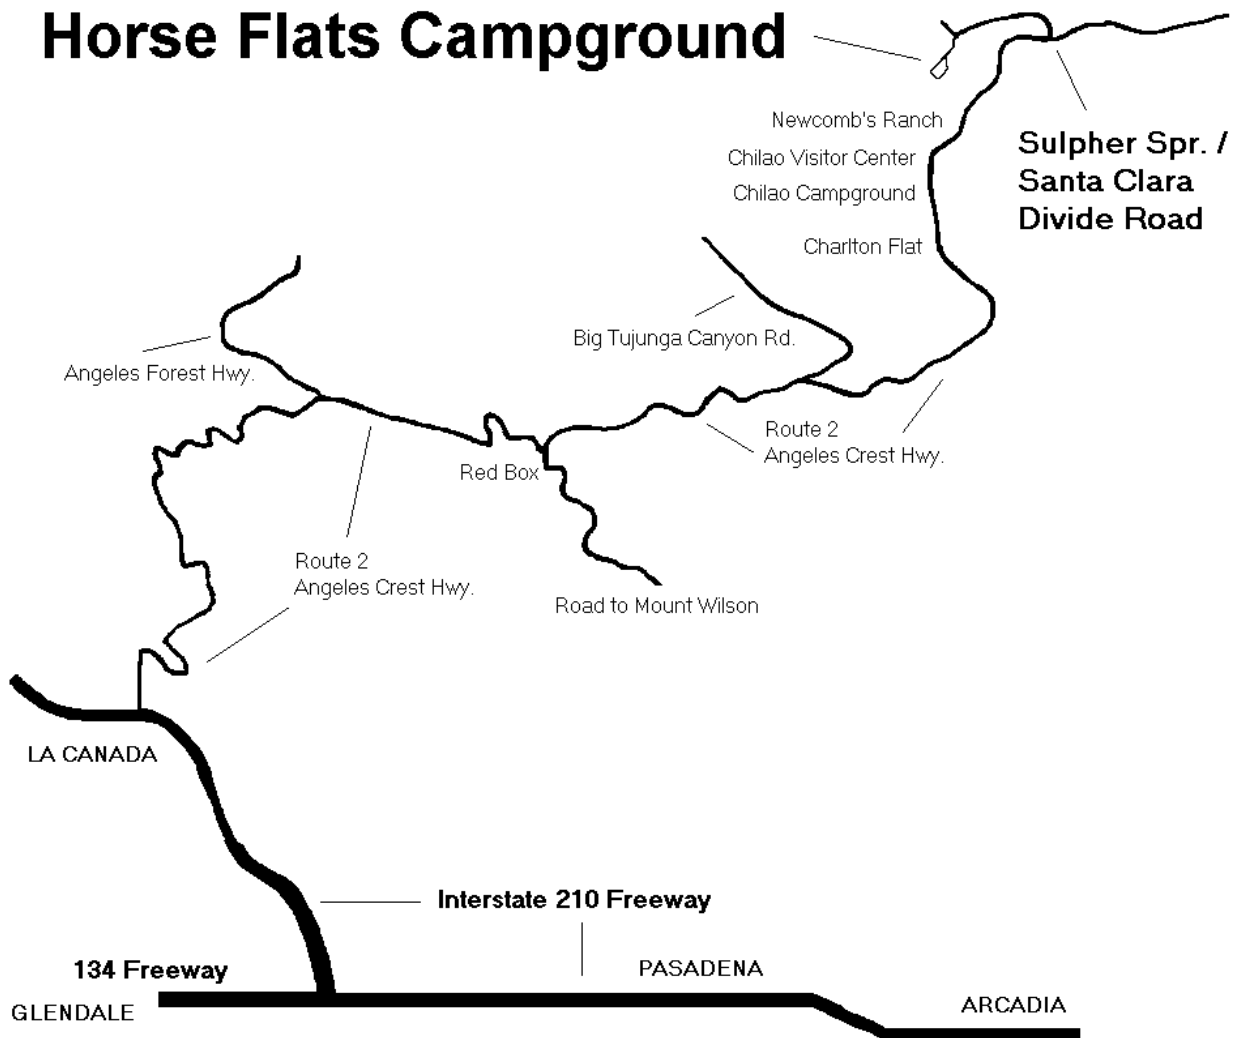 Horse Flats Campground
Newcomb's Ranch
Chilao Visitor Center
Chilao Campground
Charlton Flat
Sulpher Spr. /
Santa Clara
Divide Road
Big Tujunga Canyon Rd.
Angeles Forest Hwy.
Route 2
Angeles Crest Hwy.
Red Box
Route 2
Angeles Crest Hwy.
Road to Mount Wilson
LA CANADA
Interstate 210 Freeway
134 Freeway
PASADENA
GLENDALE
ARCADIA